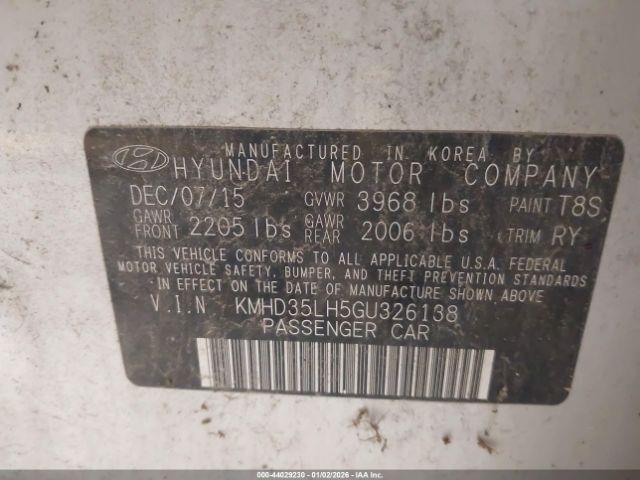 MANUFACTURED IN KOREA BY
HYUNDAI MOTOR COMPANY
DEC/07/15 GVWR 3968 lbs PAINT T8S
GAWR FRONT 2205 lbs GAWR REAR 2006 lbs TRIM RY
THIS VEHICLE CONFORMS TO ALL APPLICABLE U.S.A. FEDERAL
MOTOR VEHICLE SAFETY, BUMPER, AND THEFT PREVENTION STANDARDS
IN EFFECT ON THE DATE OF MANUFACTURE SHOWN ABOVE
V.I.N KMHD35LH5GU326138
PASSENGER CAR
000-44029230 - 01/02/2026 - IAA Inc.